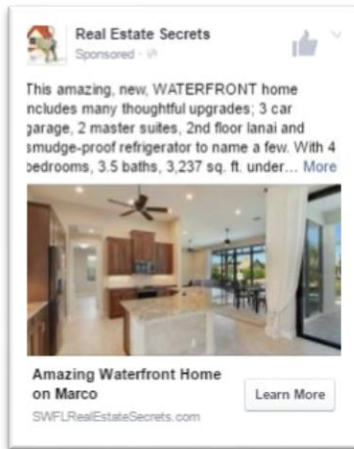 Real Estate Secrets
Sponsored ·
This amazing, new, WATERFRONT home
ncludes many thoughtful upgrades; 3 car
garage, 2 master suites, 2nd floor lanai and
smudge-proof refrigerator to name a few. With 4
bedrooms, 3.5 baths, 3,237 sq. ft. under... More
Amazing Waterfront Home
on Marco
Learn More
SWFLRealEstateSecrets.com